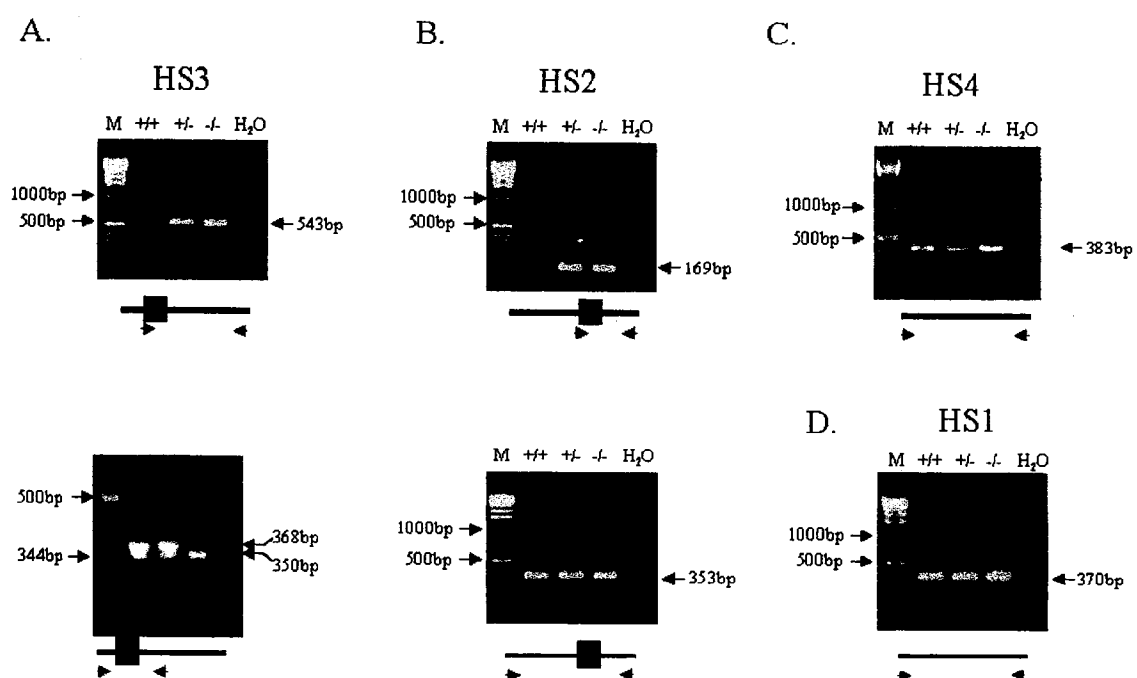 A.
HS3
M +/+ +/- -/- H₂O
1000bp
500bp
543bp
500bp
344bp
368bp
350bp
B.
HS2
M +/+ +/- -/- H₂O
1000bp
500bp
169bp
M +/+ +/- -/- H₂O
1000bp
500bp
353bp
C.
HS4
M +/+ +/- -/- H₂O
1000bp
500bp
383bp
D.
HS1
M +/+ +/- -/- H₂O
1000bp
500bp
370bp